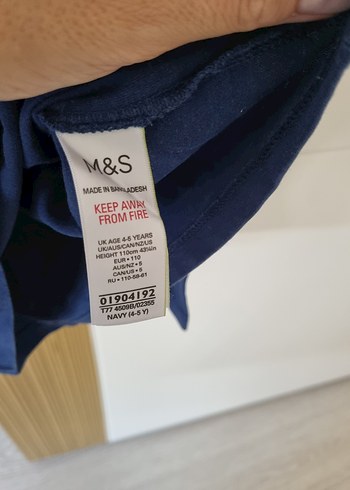 M&S
MADE IN BANGLADESH
KEEP AWAY
FROM FIRE
UK AGE 4-5 YEARS
UK/AUS/CAN/NZ/US
HEIGHT 110cm 43¼in
EUR • 110
AUS/NZ • 5
CAN/US • 5
RU • 110-59-51
01904192
T77 4509B/02355
NAVY (4-5 Y)